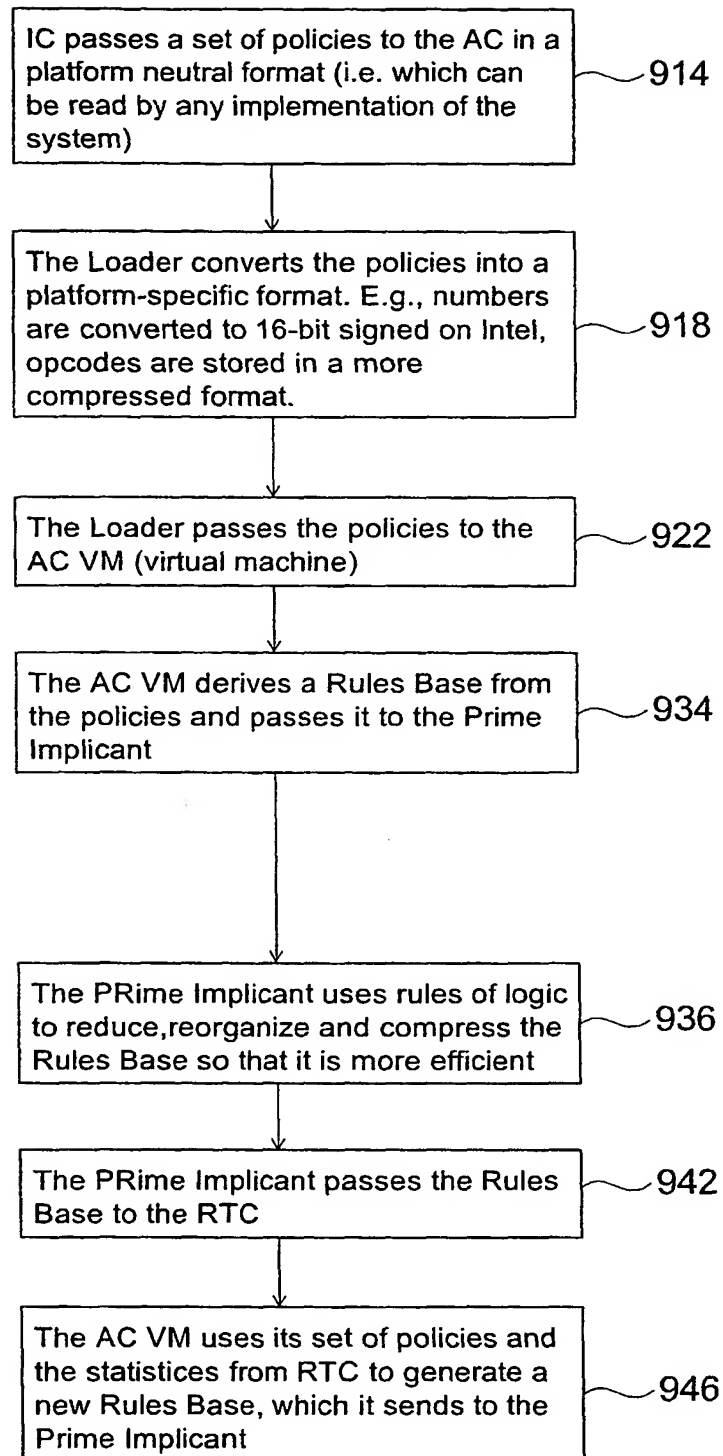 IC passes a set of policies to the AC in a
platform neutral format (i.e. which can
be read by any implementation of the
system)
914
The Loader converts the policies into a
platform-specific format. E.g., numbers
are converted to 16-bit signed on Intel,
opcodes are stored in a more
compressed format.
918
The Loader passes the policies to the
AC VM (virtual machine)
922
The AC VM derives a Rules Base from
the policies and passes it to the Prime
Implicant
934
The PRime Implicant uses rules of logic
to reduce,reorganize and compress the
Rules Base so that it is more efficient
936
The PRime Implicant passes the Rules
Base to the RTC
942
The AC VM uses its set of policies and
the statistices from RTC to generate a
new Rules Base, which it sends to the
Prime Implicant
946